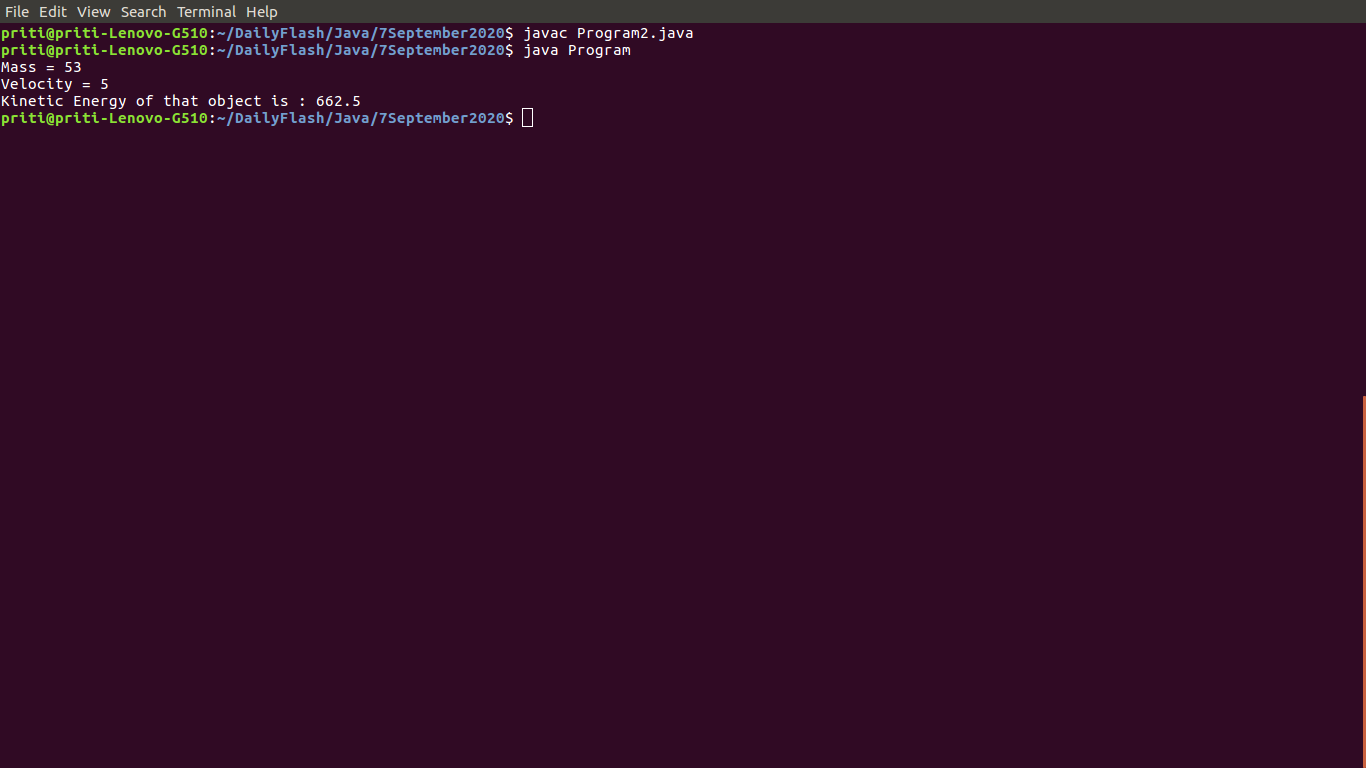 File Edit View Search Terminal Help
priti@priti-Lenovo-G510:~/DailyFlash/Java/7September2020$ javac Program2.java
priti@priti-Lenovo-G510:~/DailyFlash/Java/7September2020$ java Program
Mass = 53
Velocity = 5
Kinetic Energy of that object is : 662.5
priti@priti-Lenovo-G510:~/DailyFlash/Java/7September2020$